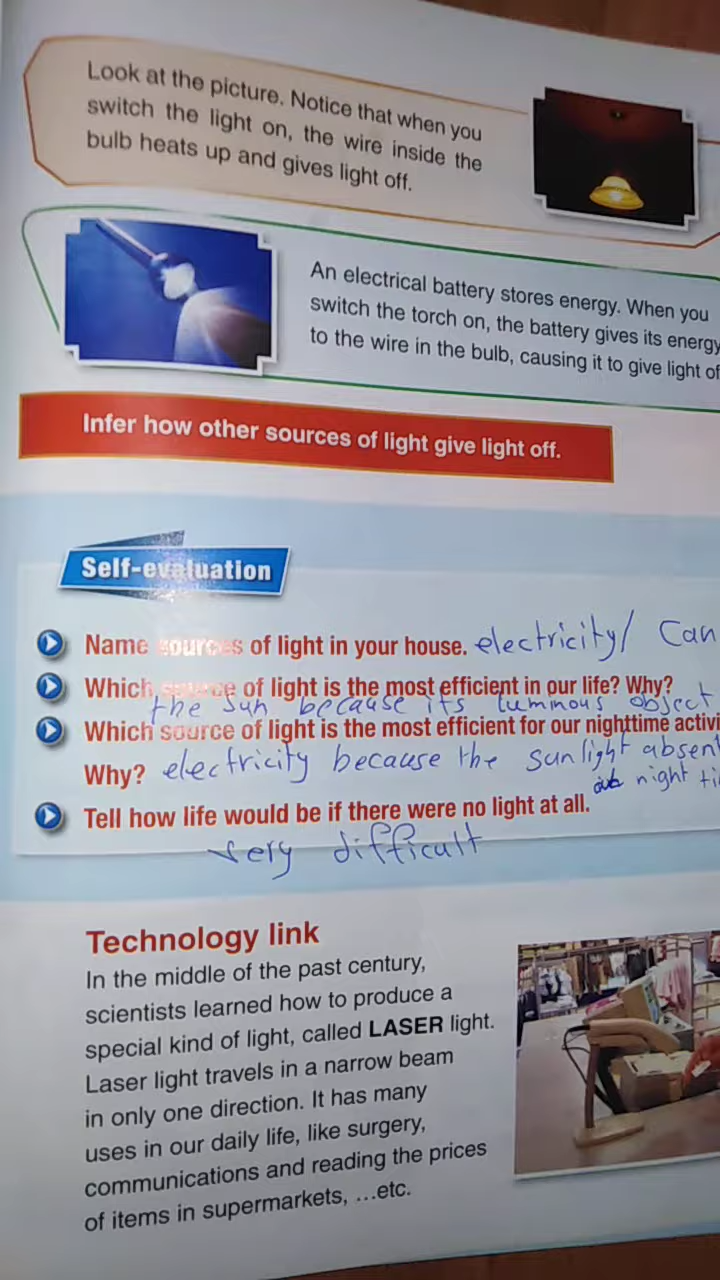 Look at the picture. Notice that when you
switch the light on, the wire inside the
bulb heats up and gives light off.
An electrical battery stores energy. When you
switch the torch on, the battery gives its energy
to the wire in the bulb, causing it to give light of
Infer how other sources of light give light off.
Self-evaluation
Name sources of light in your house. electricity/ Can
Which source of light is the most efficient in our life? Why?
the sun because its luminous object
Which source of light is the most efficient for our nighttime activi
Why? electricity because the sunlight absent
night ti
Tell how life would be if there were no light at all.
very difficult
Technology link
In the middle of the past century,
scientists learned how to produce a
special kind of light, called LASER light.
Laser light travels in a narrow beam
in only one direction. It has many
uses in our daily life, like surgery,
communications and reading the prices
of items in supermarkets, ...etc.